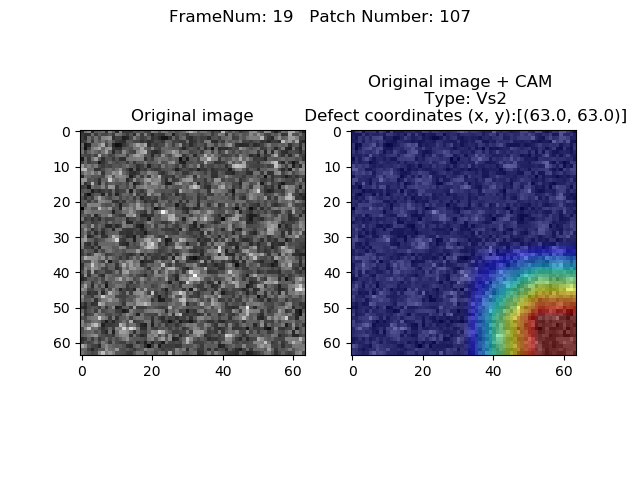 FrameNum: 19   Patch Number: 107
Original image
Original image + CAM
Type: Vs2
Defect coordinates (x, y):[(63.0, 63.0)]
0
10
20
30
40
50
60
0 20 40 60
0
10
20
30
40
50
60
0 20 40 60